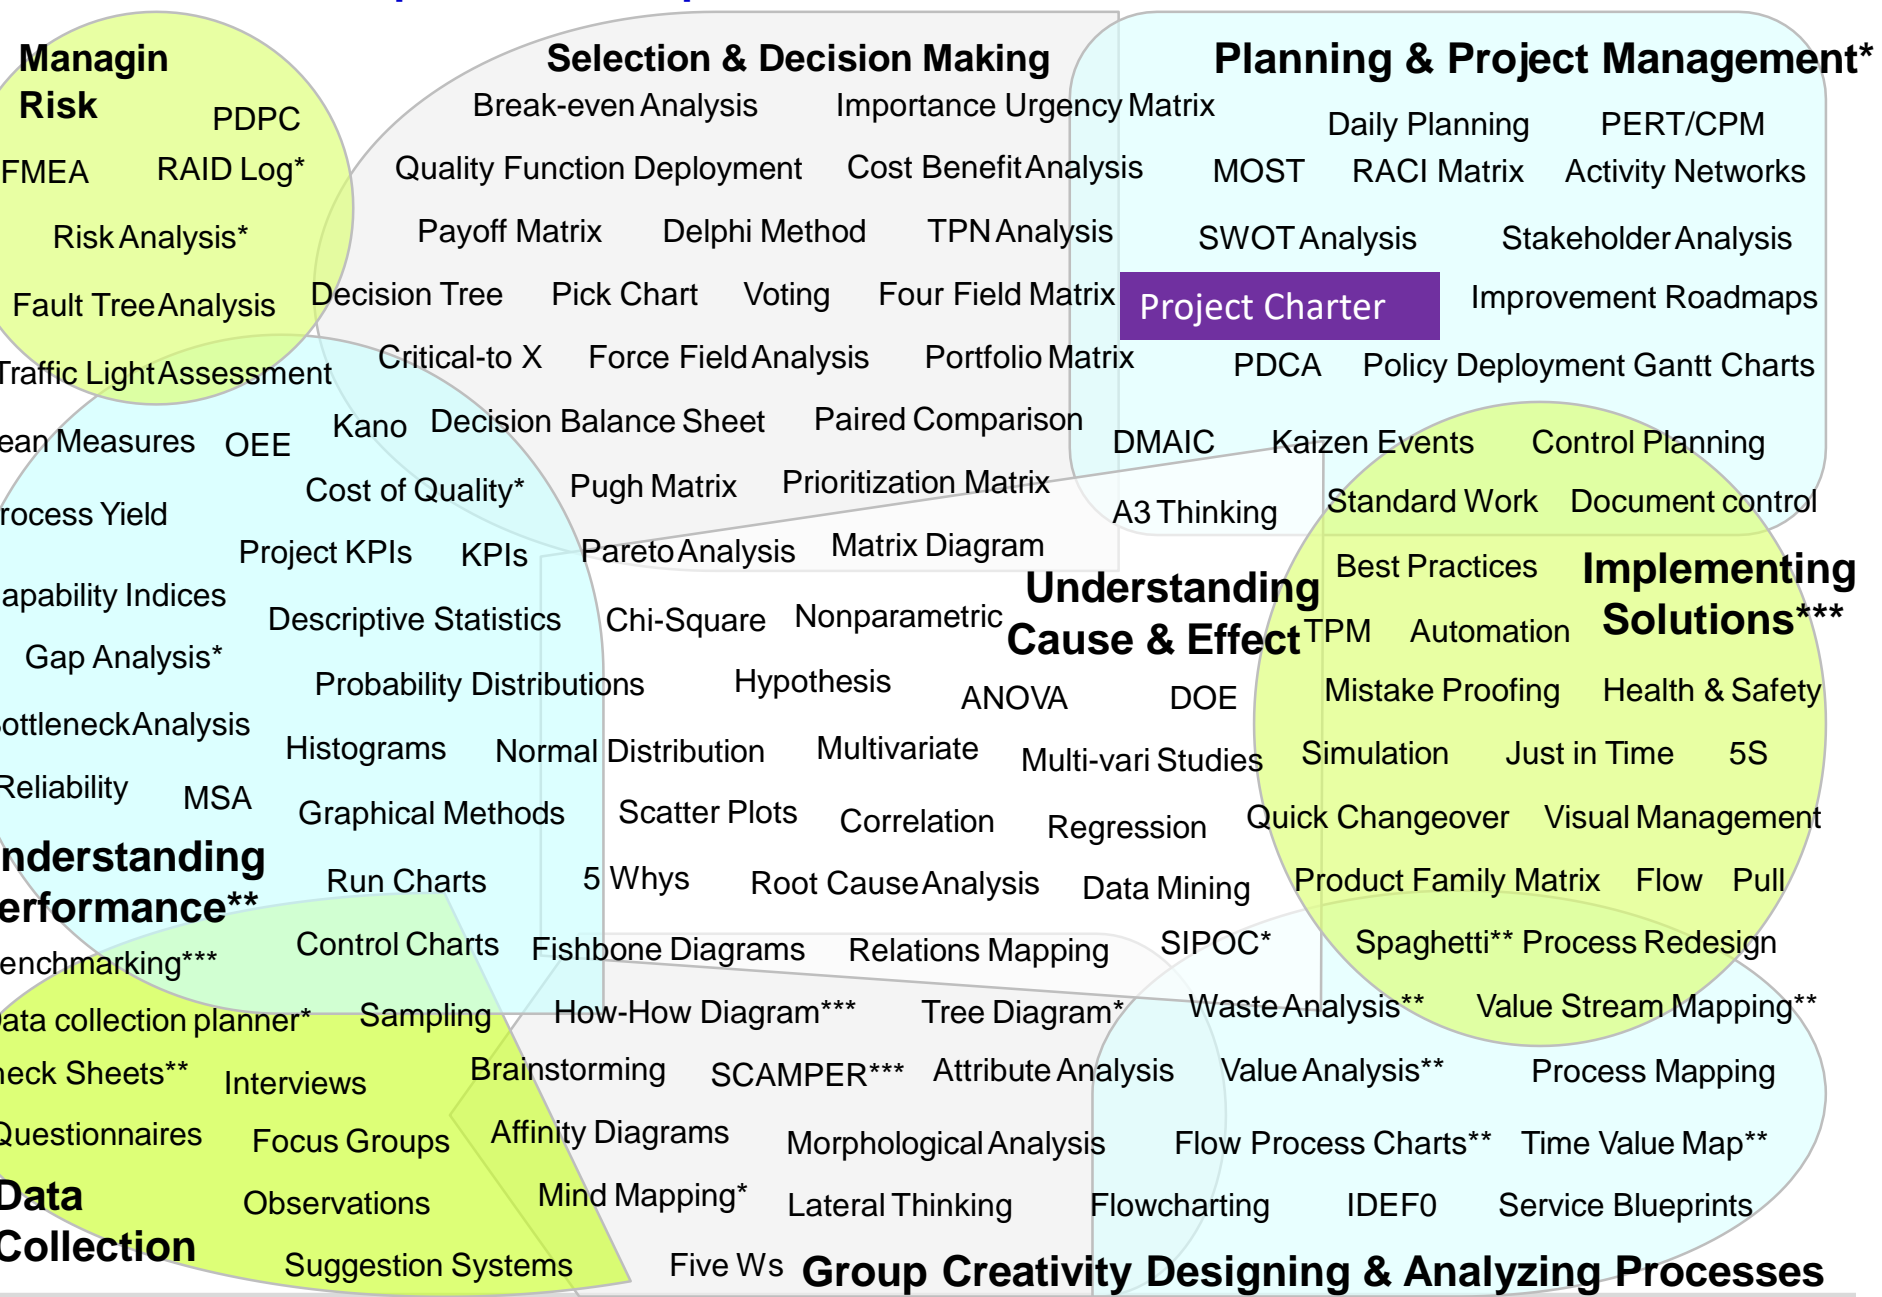 Managin
Risk
PDPC
FMEA RAID Log*
Risk Analysis*
Fault Tree Analysis
Traffic Light Assessment
Selection & Decision Making
Break-even Analysis Importance Urgency Matrix
Quality Function Deployment Cost Benefit Analysis
Payoff Matrix Delphi Method TPN Analysis
Decision Tree Pick Chart Voting Four Field Matrix
Critical-to X Force Field Analysis Portfolio Matrix
Kano Decision Balance Sheet Paired Comparison
Cost of Quality* Pugh Matrix Prioritization Matrix
Pareto Analysis Matrix Diagram
Planning & Project Management*
Daily Planning PERT/CPM
MOST RACI Matrix Activity Networks
SWOT Analysis Stakeholder Analysis
Project Charter Improvement Roadmaps
PDCA Policy Deployment Gantt Charts
DMAIC Kaizen Events Control Planning
A3 Thinking Standard Work Document control
ean Measures OEE
rocess Yield
Project KPIs KPIs
apability Indices
Descriptive Statistics
Gap Analysis*
Probability Distributions
ottleneck Analysis
Histograms Normal Distribution
Reliability MSA
Graphical Methods
nderstanding
erformance**
Run Charts
enchmarking***
Control Charts
Understanding
Cause & Effect
Chi-Square Nonparametric
Hypothesis ANOVA DOE
Multivariate Multi-vari Studies
Scatter Plots Correlation Regression
5 Whys Root Cause Analysis Data Mining
Fishbone Diagrams Relations Mapping SIPOC*
Best Practices
Implementing
Solutions***
TPM Automation
Mistake Proofing Health & Safety
Simulation Just in Time 5S
Quick Changeover Visual Management
Product Family Matrix Flow Pull
Spaghetti** Process Redesign
ata collection planner* Sampling
heck Sheets** Interviews
Questionnaires Focus Groups
Data
Collection
Observations
Suggestion Systems
How-How Diagram*** Tree Diagram*
Brainstorming SCAMPER*** Attribute Analysis
Affinity Diagrams Morphological Analysis
Mind Mapping* Lateral Thinking
Five Ws Group Creativity
Waste Analysis** Value Stream Mapping**
Value Analysis** Process Mapping
Flow Process Charts** Time Value Map**
Flowcharting IDEF0 Service Blueprints
Designing & Analyzing Processes